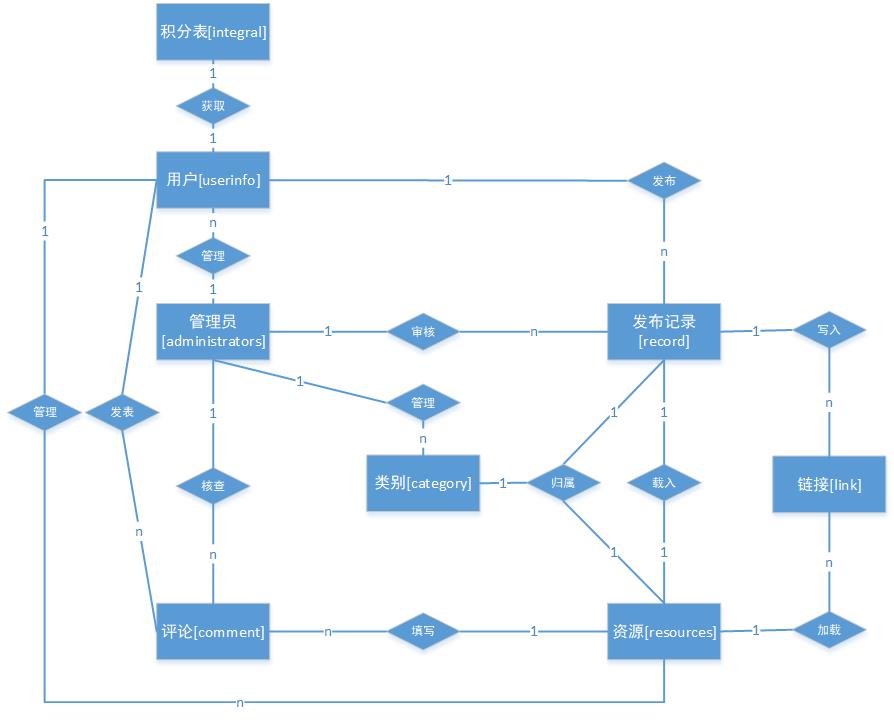 积分表[integral]
1
获取
1
用户[userinfo]
1
发布
1
n
n
管理
1
1
管理员
[administrators]
1
审核
n
发布记录
[record]
1
写入
1
管理
n
n
管理
发表
1
1
1
n
类别[category]
1
归属
载入
链接[link]
核查
n
n
1
1
n
评论[comment]
n
填写
1
资源[resources]
1
加载
n